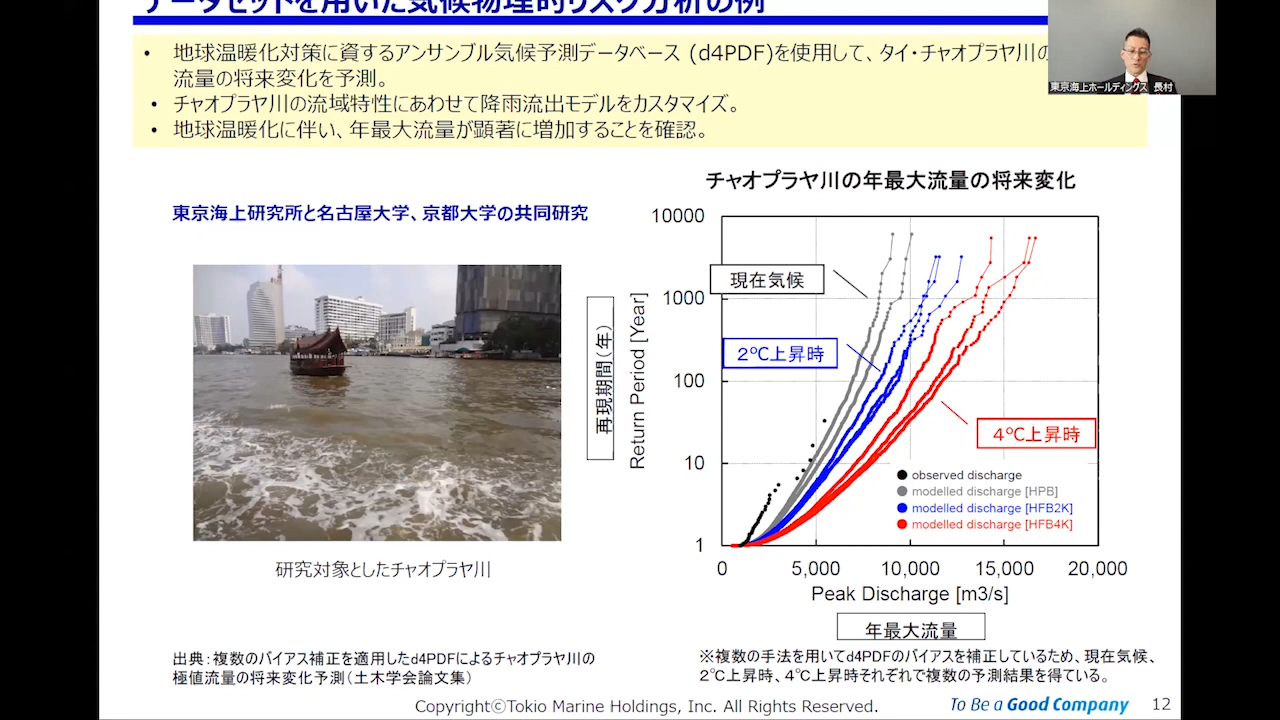 データセットを用いた気候物理的リスク分析の例
• 地球温暖化対策に資するアンサンブル気候予測データベース (d4PDF)を使用して、タイ・チャオプラヤ川の
流量の将来変化を予測。
• チャオプラヤ川の流域特性にあわせて降雨流出モデルをカスタマイズ。
• 地球温暖化に伴い、年最大流量が顕著に増加することを確認。
東京海上ホールディングス 長村
東京海上研究所と名古屋大学、京都大学の共同研究
研究対象としたチャオプラヤ川
出典：複数のバイアス補正を適用したd4PDFによるチャオプラヤ川の
極値流量の将来変化予測（土木学会論文集）
チャオプラヤ川の年最大流量の将来変化
10000
1000
100
10
1
再現期間（年）
Return Period [Year]
現在気候
2℃上昇時
4℃上昇時
observed discharge
modelled discharge [HPB]
modelled discharge [HFB2K]
modelled discharge [HFB4K]
0 5,000 10,000 15,000 20,000
Peak Discharge [m3/s]
年最大流量
※複数の手法を用いてd4PDFのバイアスを補正しているため、現在気候、
2℃上昇時、4℃上昇時それぞれで複数の予測結果を得ている。
CopyrightⒸTokio Marine Holdings, Inc. All Rights Reserved.
To Be a Good Company
12